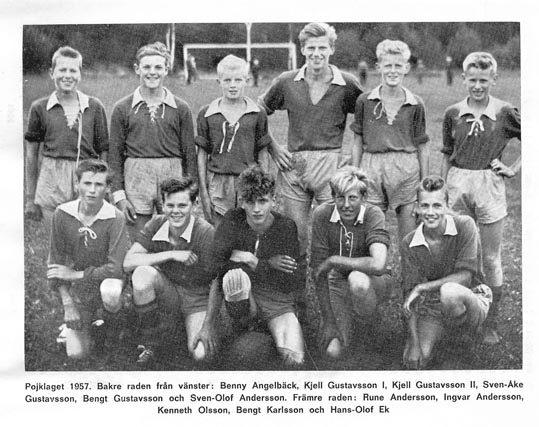 Pojklaget 1957. Bakre raden från vänster: Benny Angelbäck, Kjell Gustavsson I, Kjell Gustavsson II, Sven-Åke
Gustavsson, Bengt Gustavsson och Sven-Olof Andersson. Främre raden: Rune Andersson, Ingvar Andersson,
Kenneth Olsson, Bengt Karlsson och Hans-Olof Ek